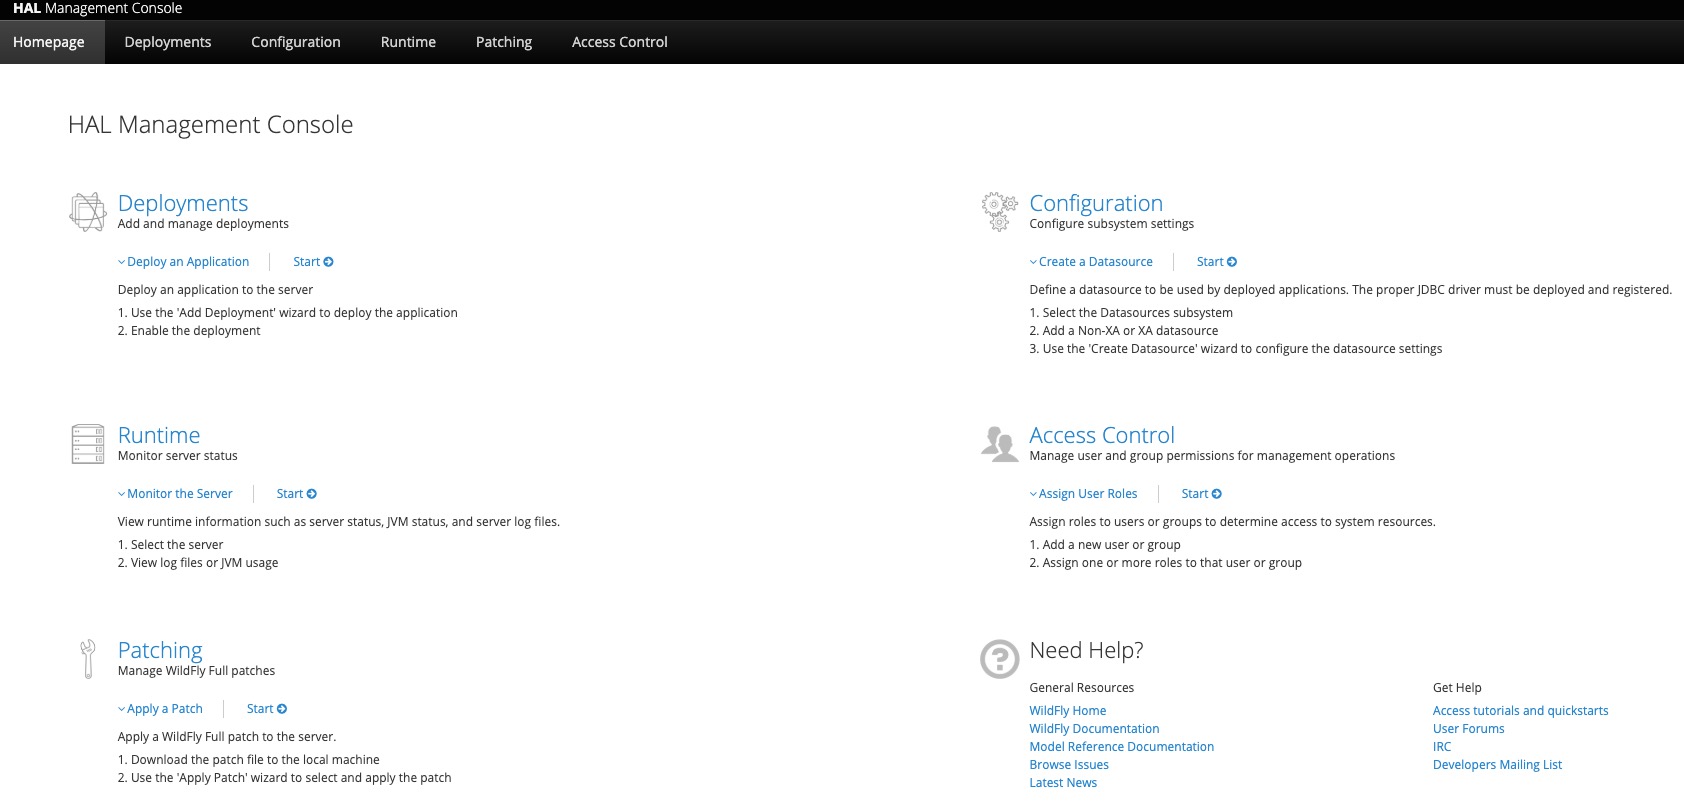 HAL Management Console
Homepage Deployments Configuration Runtime Patching Access Control
HAL Management Console
Deployments
Add and manage deployments
Deploy an Application Start
Deploy an application to the server
1. Use the 'Add Deployment' wizard to deploy the application
2. Enable the deployment
Configuration
Configure subsystem settings
Create a Datasource Start
Define a datasource to be used by deployed applications. The proper JDBC driver must be deployed and registered.
1. Select the Datasources subsystem
2. Add a Non-XA or XA datasource
3. Use the 'Create Datasource' wizard to configure the datasource settings
Runtime
Monitor server status
Monitor the Server Start
View runtime information such as server status, JVM status, and server log files.
1. Select the server
2. View log files or JVM usage
Access Control
Manage user and group permissions for management operations
Assign User Roles Start
Assign roles to users or groups to determine access to system resources.
1. Add a new user or group
2. Assign one or more roles to that user or group
Patching
Manage WildFly Full patches
Apply a Patch Start
Apply a WildFly Full patch to the server.
1. Download the patch file to the local machine
2. Use the 'Apply Patch' wizard to select and apply the patch
Need Help?
General Resources
WildFly Home
WildFly Documentation
Model Reference Documentation
Browse Issues
Latest News
Get Help
Access tutorials and quickstarts
User Forums
IRC
Developers Mailing List